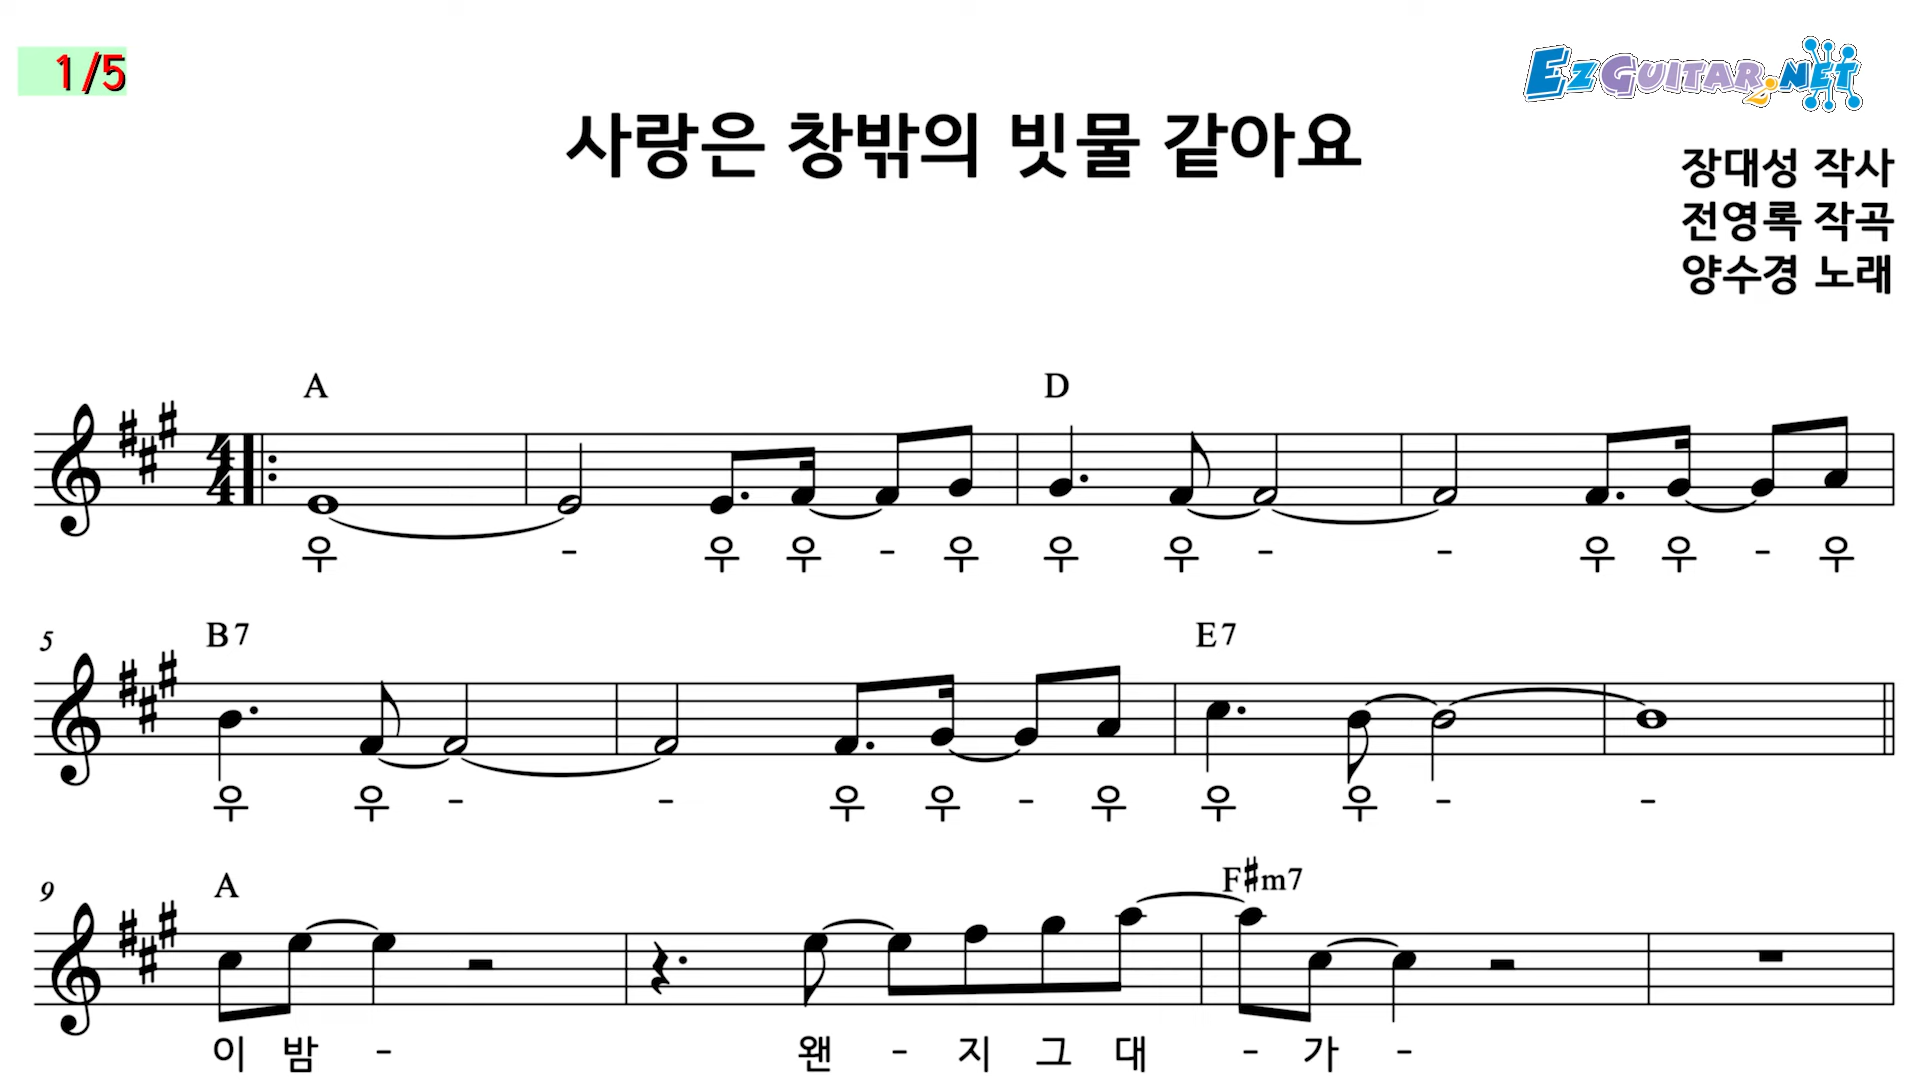 1/5
EZGUITAR2.NET
사랑은 창밖의 빗물 같아요
장대성 작사
전영록 작곡
양수경 노래
A D
4/4
우 - 우 우 - 우 우 우 - - 우 우 - 우
5 B7 E7
우 우 - - 우 우 - 우 우 우 - -
9 A F#m7
이 밤 - 왠 - 지 그 대 - 가 -